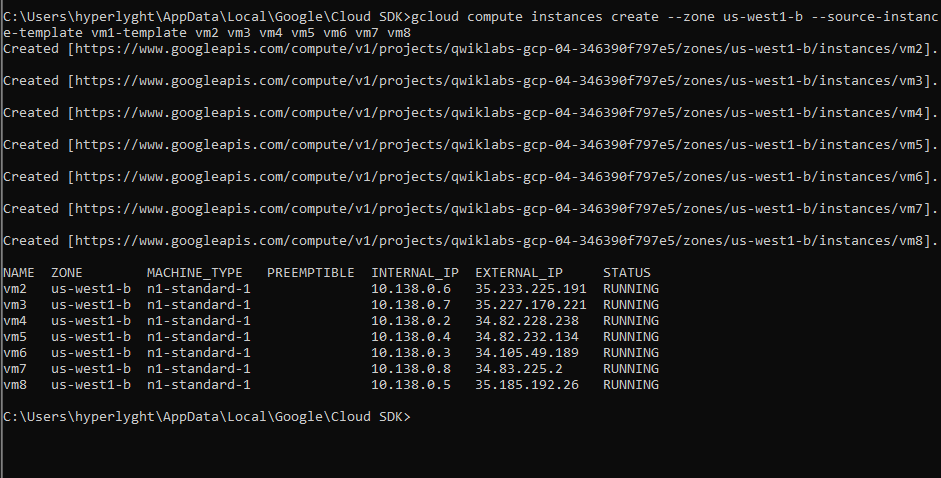 C:\Users\hyperlyght\AppData\Local\Google\Cloud SDK>gcloud compute instances create --zone us-west1-b --source-instanc
e-template vm1-template vm2 vm3 vm4 vm5 vm6 vm7 vm8
Created [https://www.googleapis.com/compute/v1/projects/qwiklabs-gcp-04-346390f797e5/zones/us-west1-b/instances/vm2].
Created [https://www.googleapis.com/compute/v1/projects/qwiklabs-gcp-04-346390f797e5/zones/us-west1-b/instances/vm3].
Created [https://www.googleapis.com/compute/v1/projects/qwiklabs-gcp-04-346390f797e5/zones/us-west1-b/instances/vm4].
Created [https://www.googleapis.com/compute/v1/projects/qwiklabs-gcp-04-346390f797e5/zones/us-west1-b/instances/vm5].
Created [https://www.googleapis.com/compute/v1/projects/qwiklabs-gcp-04-346390f797e5/zones/us-west1-b/instances/vm6].
Created [https://www.googleapis.com/compute/v1/projects/qwiklabs-gcp-04-346390f797e5/zones/us-west1-b/instances/vm7].
Created [https://www.googleapis.com/compute/v1/projects/qwiklabs-gcp-04-346390f797e5/zones/us-west1-b/instances/vm8].
NAME  ZONE        MACHINE_TYPE   PREEMPTIBLE  INTERNAL_IP  EXTERNAL_IP     STATUS
vm2   us-west1-b  n1-standard-1               10.138.0.6   35.233.225.191  RUNNING
vm3   us-west1-b  n1-standard-1               10.138.0.7   35.227.170.221  RUNNING
vm4   us-west1-b  n1-standard-1               10.138.0.2   34.82.228.238   RUNNING
vm5   us-west1-b  n1-standard-1               10.138.0.4   34.82.232.134   RUNNING
vm6   us-west1-b  n1-standard-1               10.138.0.3   34.105.49.189   RUNNING
vm7   us-west1-b  n1-standard-1               10.138.0.8   34.83.225.2     RUNNING
vm8   us-west1-b  n1-standard-1               10.138.0.5   35.185.192.26   RUNNING
C:\Users\hyperlyght\AppData\Local\Google\Cloud SDK>